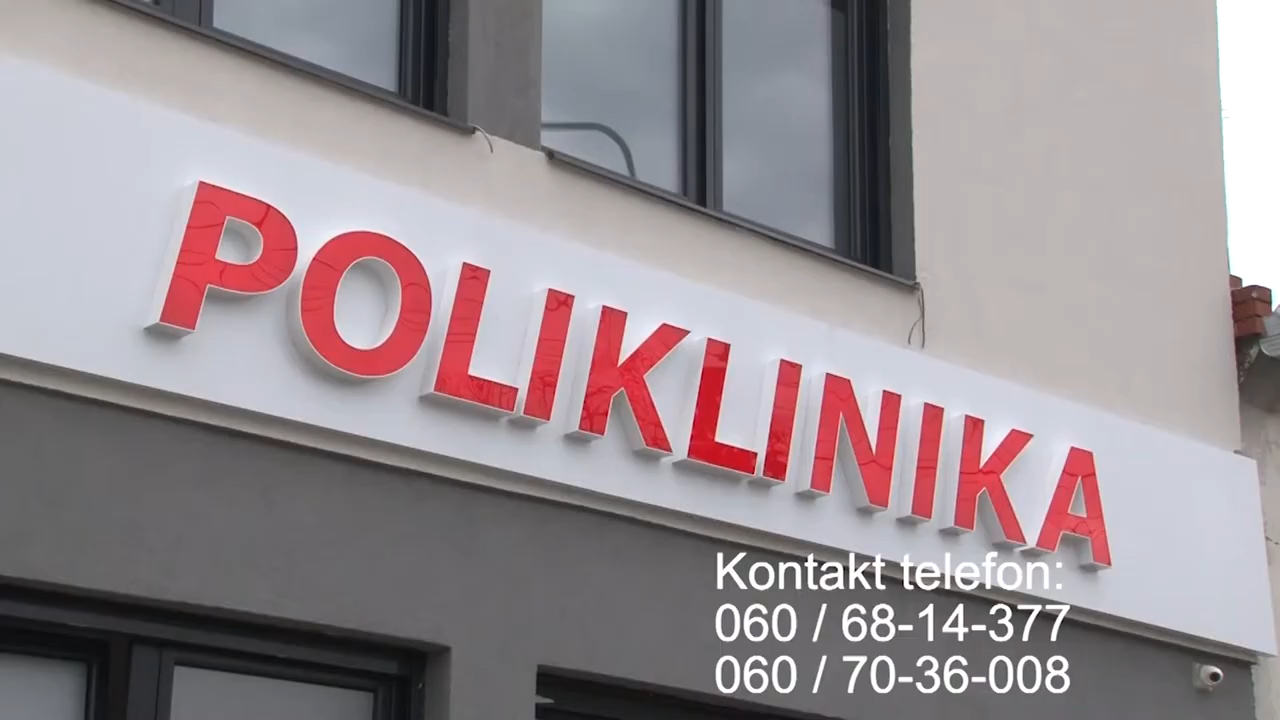 POLIKLINIKA
Kontakt telefon:
060 / 68-14-377
060 / 70-36-008